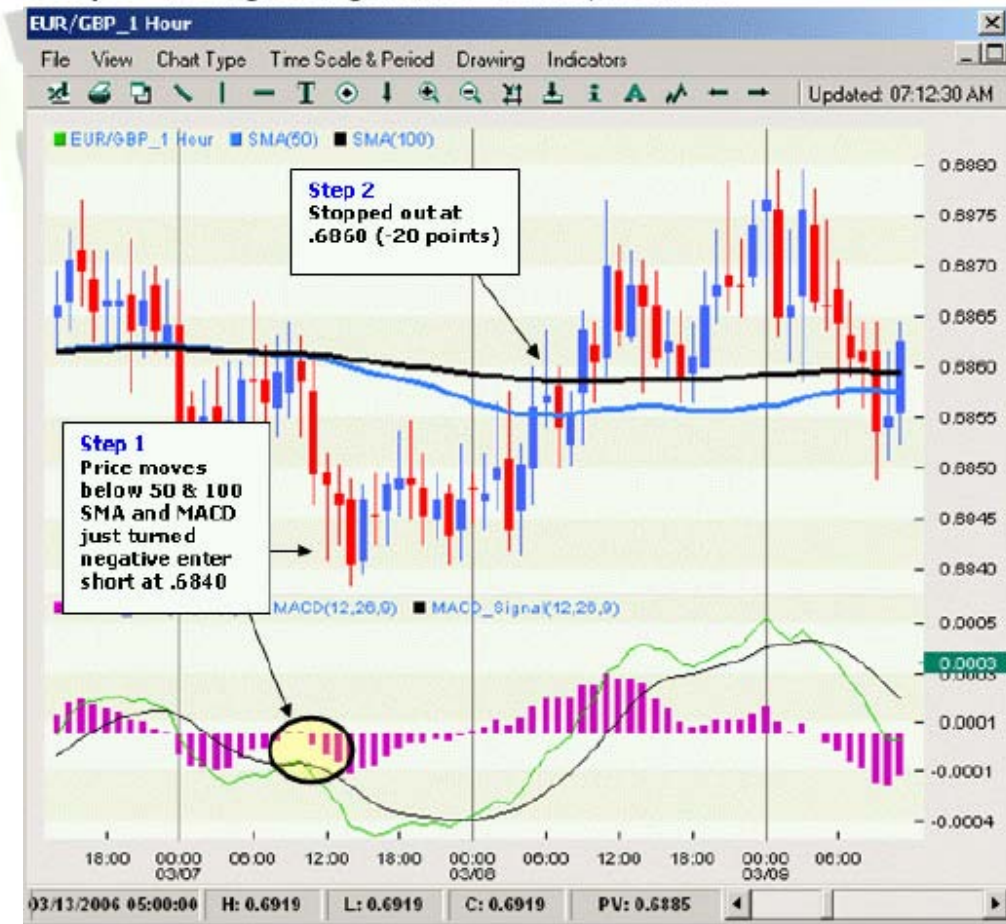 EUR/GBP_1 Hour
File View Chart Type Time Scale & Period Drawing Indicators
Updated: 07:12:30 AM
EUR/GBP_1 Hour SMA(50) SMA(100)
Step 2
Stopped out at
.6860 (-20 points)
0.6880
0.6875
0.6870
0.6865
0.6860
0.6855
0.6850
0.6845
0.6840
Step 1
Price moves
below 50 & 100
SMA and MACD
just turned
negative enter
short at .6840
MACD(12,26,9) MACD_Signal(12,26,9)
0.0005
0.0003
0.0003
0.0001
-0.0001
-0.0004
18:00 00:00 06:00 12:00 18:00 00:00 06:00 12:00 18:00 00:00 06:00
03/07 03/08 03/09
03/13/2006 05:00:00 H: 0.6919 L: 0.6919 C: 0.6919 PV: 0.6885